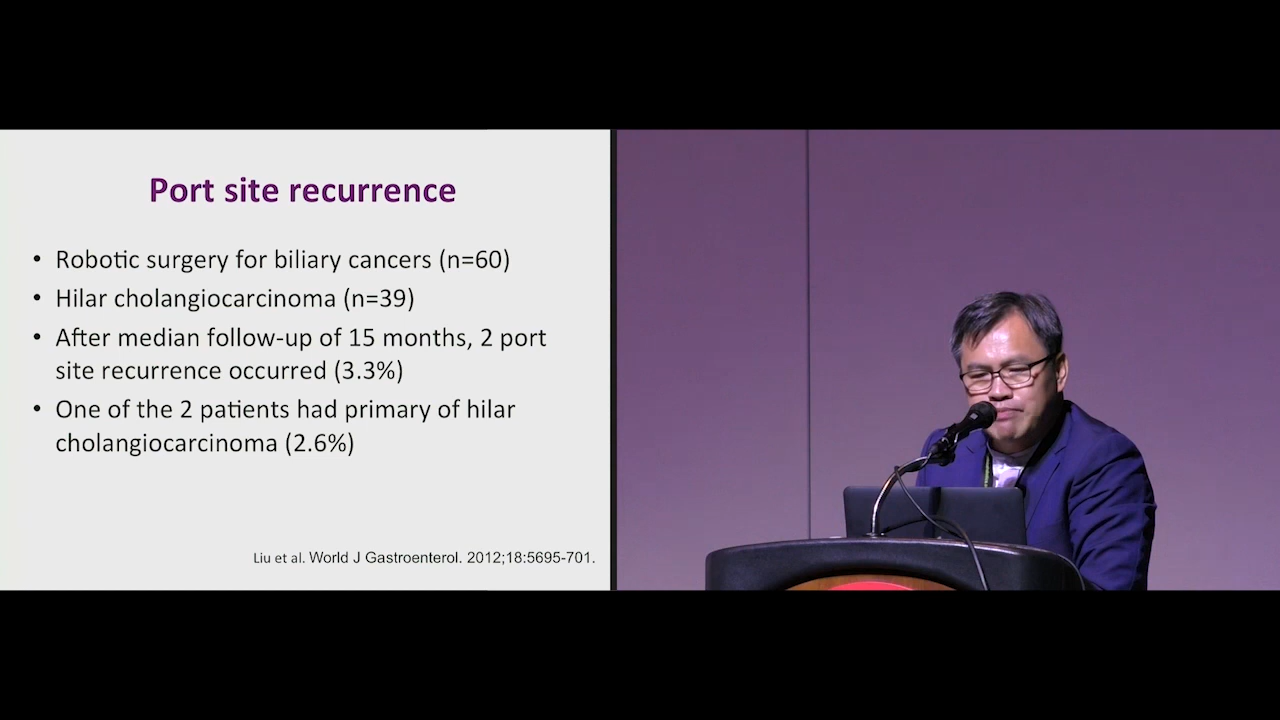 Port site recurrence
• Robotic surgery for biliary cancers (n=60)
• Hilar cholangiocarcinoma (n=39)
• After median follow-up of 15 months, 2 port
site recurrence occurred (3.3%)
• One of the 2 patients had primary of hilar
cholangiocarcinoma (2.6%)
Liu et al. World J Gastroenterol. 2012;18:5695-701.